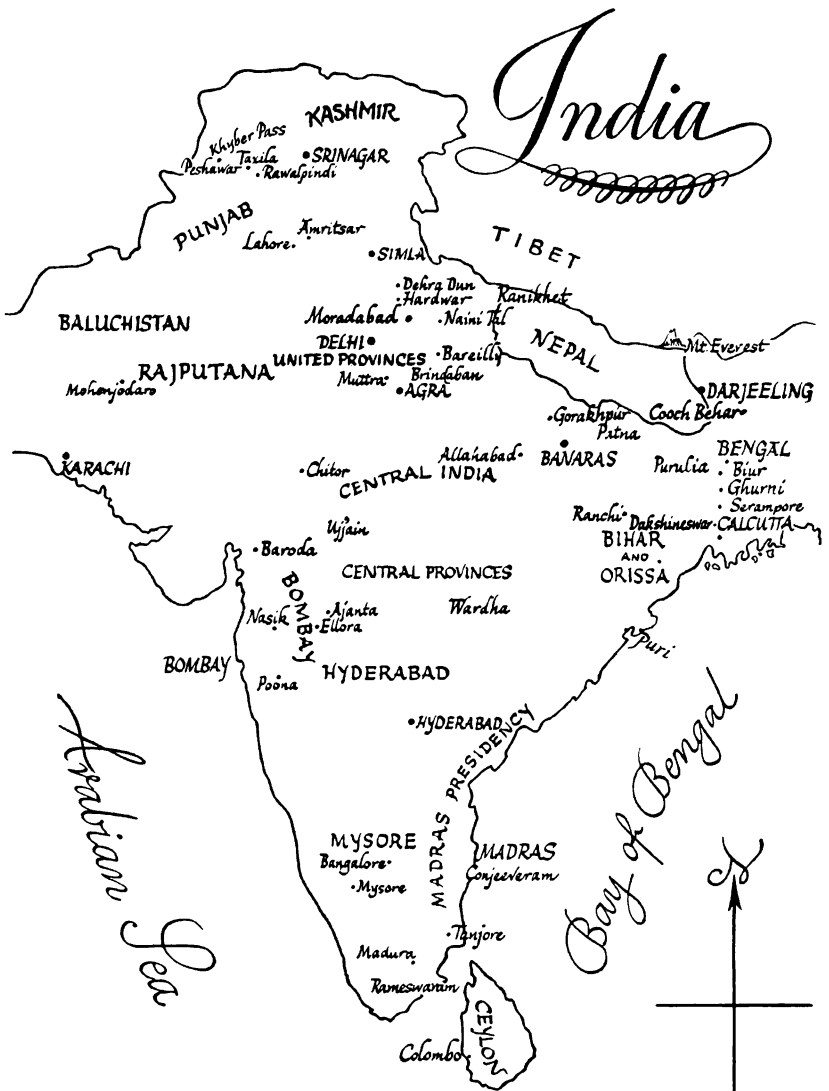 India
KASHMIR
Khyber Pass
Peshawar
Taxila
SRINAGAR
Rawalpindi
PUNJAB
Amritsar
Lahore
TIBET
SIMLA
Dehra Dun
Hardwar
Ranikhet
BALUCHISTAN
Moradabad
Naini Tal
DELHI
NEPAL
Mt Everest
UNITED PROVINCES
Bareilly
RAJPUTANA
Muttra
Brindaban
Mohenjodaro
AGRA
DARJEELING
Gorakhpur
Cooch Behar
Patna
Allahabad
BANARAS
BENGAL
KARACHI
Chitor
CENTRAL INDIA
Purulia
Biur
Ghurni
Serampore
Ujjain
Ranchi
Dakshineswar
CALCUTTA
Baroda
BIHAR
AND
ORISSA
CENTRAL PROVINCES
BOMBAY
Ajanta
Wardha
Nasik
Ellora
Puri
BOMBAY
Poona
HYDERABAD
HYDERABAD
MADRAS PRESIDENCY
Arabian Sea
Bay of Bengal
MYSORE
Bangalore
Mysore
MADRAS
Conjeeveram
Tanjore
Madura
Rameswaram
CEYLON
Colombo
N